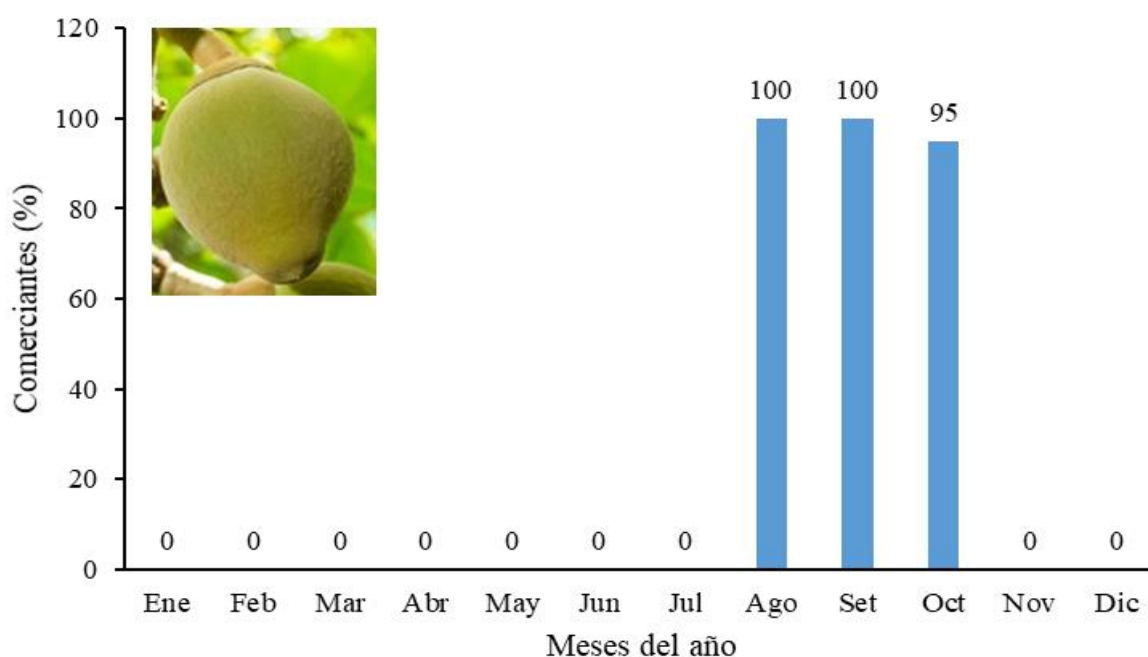 120
100
80
60
40
20
0
Comerciantes (%)
0 0 0 0 0 0 0 100 100 95 0 0
Ene Feb Mar Abr May Jun Jul Ago Set Oct Nov Dic
Meses del año